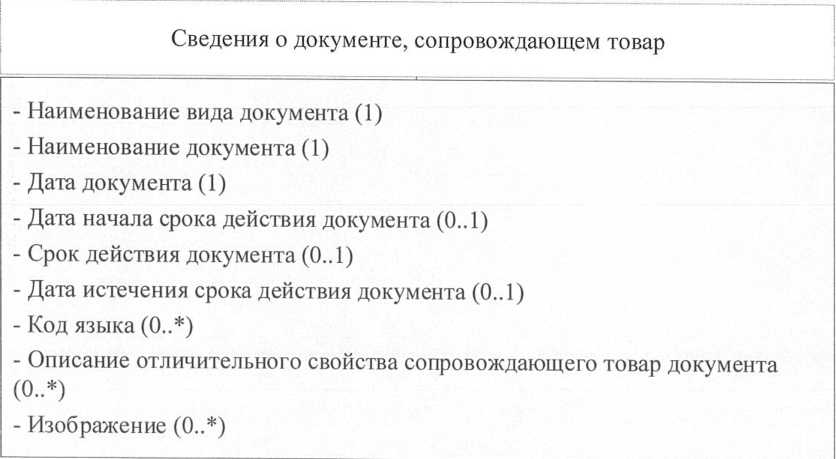 Сведения о документе, сопровождающем товар
- Наименование вида документа (1)
- Наименование документа (1)
- Дата документа (1)
- Дата начала срока действия документа (0..1)
- Срок действия документа (0..1)
- Дата истечения срока действия документа (0..1)
- Код языка (0..*)
- Описание отличительного свойства сопровождающего товар документа
(0..*)
- Изображение (0..*)